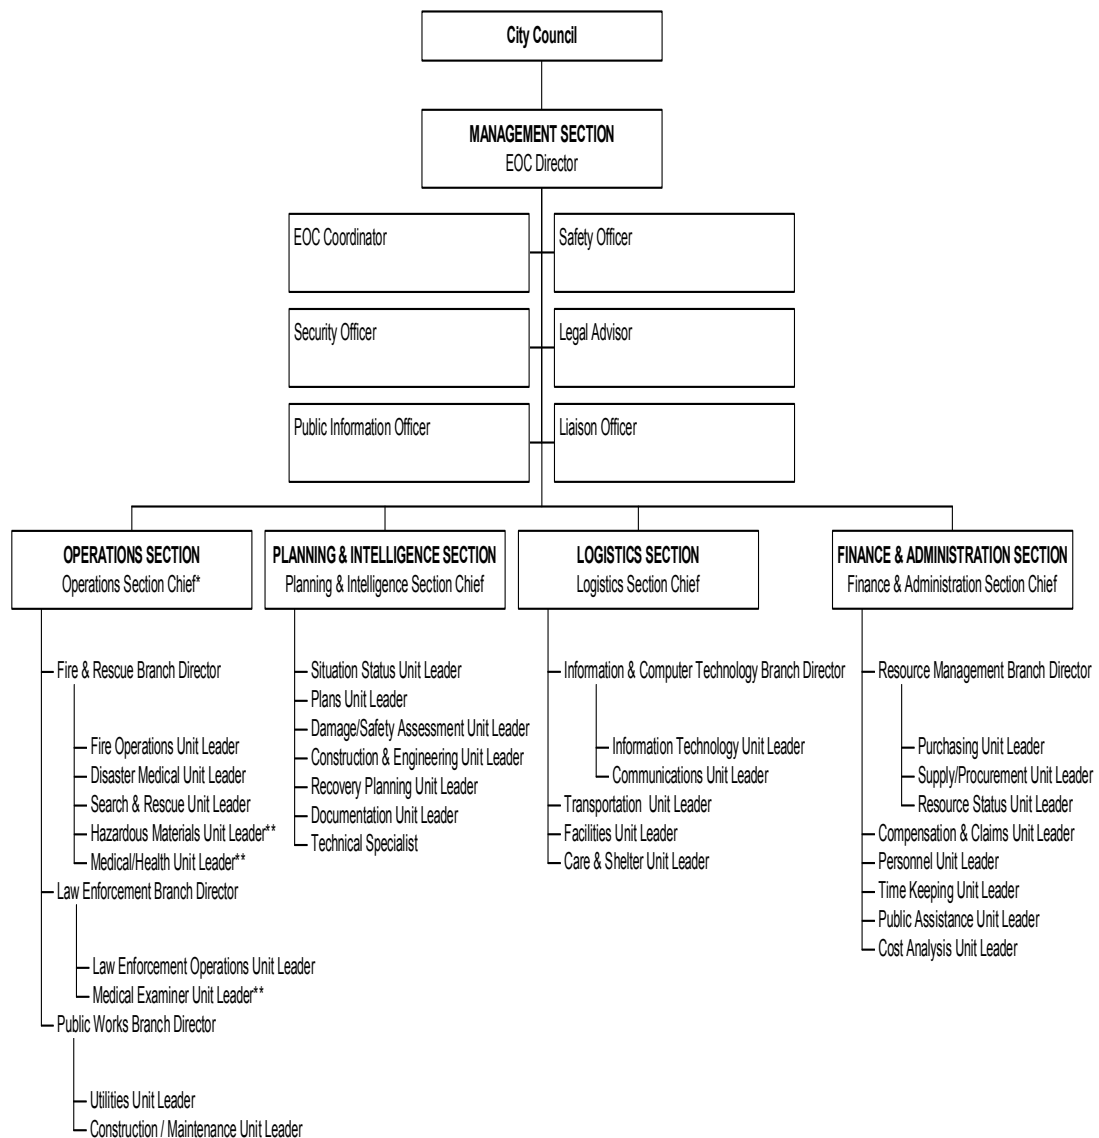 City Council
MANAGEMENT SECTION
EOC Director
EOC Coordinator
Safety Officer
Security Officer
Legal Advisor
Public Information Officer
Liaison Officer
OPERATIONS SECTION
Operations Section Chief*
PLANNING & INTELLIGENCE SECTION
Planning & Intelligence Section Chief
LOGISTICS SECTION
Logistics Section Chief
FINANCE & ADMINISTRATION SECTION
Finance & Administration Section Chief
Fire & Rescue Branch Director
Fire Operations Unit Leader
Disaster Medical Unit Leader
Search & Rescue Unit Leader
Hazardous Materials Unit Leader**
Medical/Health Unit Leader**
Law Enforcement Branch Director
Law Enforcement Operations Unit Leader
Medical Examiner Unit Leader**
Public Works Branch Director
Utilities Unit Leader
Construction / Maintenance Unit Leader
Situation Status Unit Leader
Plans Unit Leader
Damage/Safety Assessment Unit Leader
Construction & Engineering Unit Leader
Recovery Planning Unit Leader
Documentation Unit Leader
Technical Specialist
Information & Computer Technology Branch Director
Information Technology Unit Leader
Communications Unit Leader
Transportation Unit Leader
Facilities Unit Leader
Care & Shelter Unit Leader
Resource Management Branch Director
Purchasing Unit Leader
Supply/Procurement Unit Leader
Resource Status Unit Leader
Compensation & Claims Unit Leader
Personnel Unit Leader
Time Keeping Unit Leader
Public Assistance Unit Leader
Cost Analysis Unit Leader